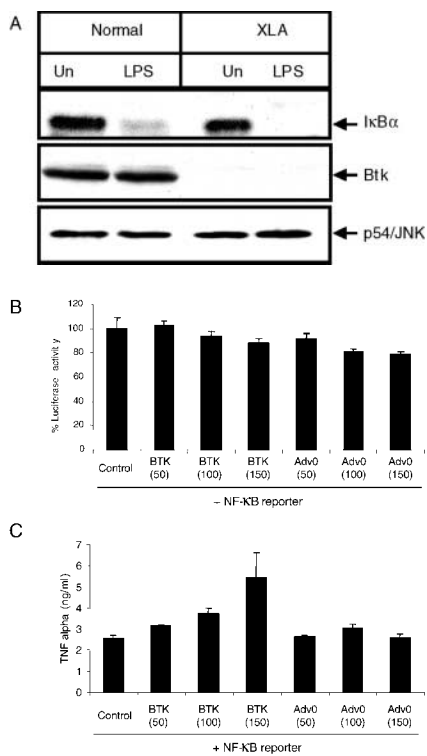 A
Normal XLA
Un LPS Un LPS
IκBα
Btk
p54/JNK
B
% Luciferase activity
120
100
80
60
40
20
0
Control BTK (50) BTK (100) BTK (150) Adv0 (50) Adv0 (100) Adv0 (150)
– NF-κB reporter
C
TNF alpha (ng/ml)
7
6
5
4
3
2
1
0
Control BTK (50) BTK (100) BTK (150) Adv0 (50) Adv0 (100) Adv0 (150)
+ NF-κB reporter